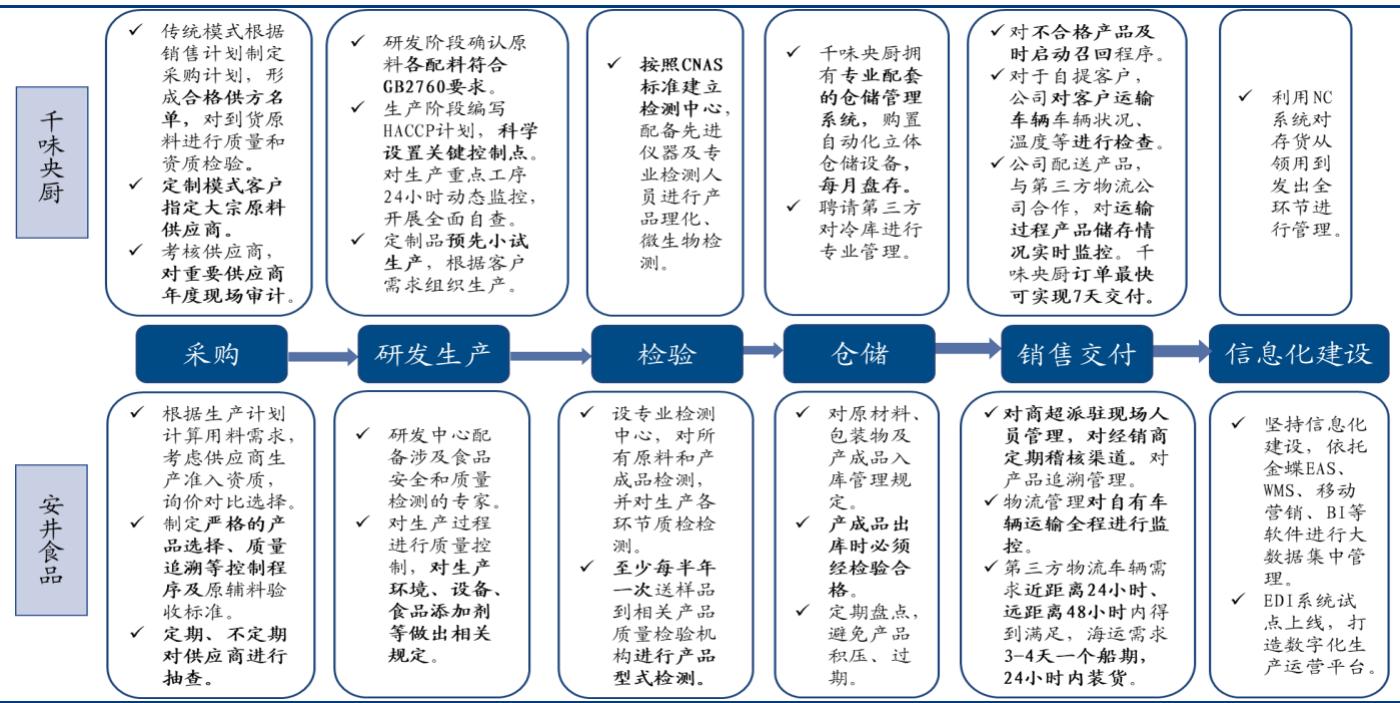 千味央厨
✓ 传统模式根据
销售计划制定
采购计划，形
成合格供方名
单，对到货原
料进行质量和
资质检验。
✓ 定制模式客户
指定大宗原料
供应商。
✓ 考核供应商，
对重要供应商
年度现场审计。
✓ 研发阶段确认原
料各配料符合
GB2760要求。
✓ 生产阶段编写
HACCP计划，科学
设置关键控制点。
对生产重点工序
24小时动态监控，
开展全面自查。
✓ 定制品预先小试
生产，根据客户
需求组织生产。
✓ 按照CNAS
标准建立
检测中心，
配备先进
仪器及专
业检测人
员进行产
品理化、
微生物检
测。
✓ 千味央厨拥
有专业配套
的仓储管理
系统，购置
自动化立体
仓储设备，
每月盘存。
✓ 聘请第三方
对冷库进行
专业管理。
✓ 对不合格产品及
时启动召回程序。
✓ 对于自提客户，
公司对客户运输
车辆车辆状况、
温度等进行检查。
✓ 公司配送产品，
与第三方物流公
司合作，对运输
过程产品储存情
况实时监控。千
味央厨订单最快
可实现7天交付。
✓ 利用NC
系统对
存货从
领用到
发出全
环节进
行管理。
采购
研发生产
检验
仓储
销售交付
信息化建设
安井食品
✓ 根据生产计划
计算用料需求，
考虑供应商生
产准入资质，
询价对比选择。
✓ 制定严格的产
品选择、质量
追溯等控制程
序及原辅料验
收标准。
✓ 定期、不定期
对供应商进行
抽查。
✓ 研发中心配
备涉及食品
安全和质量
检测的专家。
✓ 对生产过程
进行质量控
制，对生产
环境、设备、
食品添加剂
等做出相关
规定。
✓ 设专业检测
中心，对所
有原料和产
成品检测，
并对生产各
环节质检检
测。
✓ 至少每半年
一次送样品
到相关产品
质量检验机
构进行产品
型式检测。
✓ 对原材料、
包装物及
产成品入
库管理规
定。
✓ 产成品出
库时必须
经检验合
格。
✓ 定期盘点，
避免产品
积压、过
期。
✓ 对商超派驻现场人
员管理，对经销商
定期稽核渠道。对
产品追溯管理。
✓ 物流管理对自有车
辆运输全程进行监
控。
✓ 第三方物流车辆需
求近距离24小时、
远距离48小时内得
到满足，海运需求
3-4天一个船期，
24小时内装货。
✓ 坚持信息化
建设，依托
金蝶EAS、
WMS、移动
营销、BI等
软件进行大
数据集中管
理。
✓ EDI系统试
点上线，打
造数字化生
产运营平台。